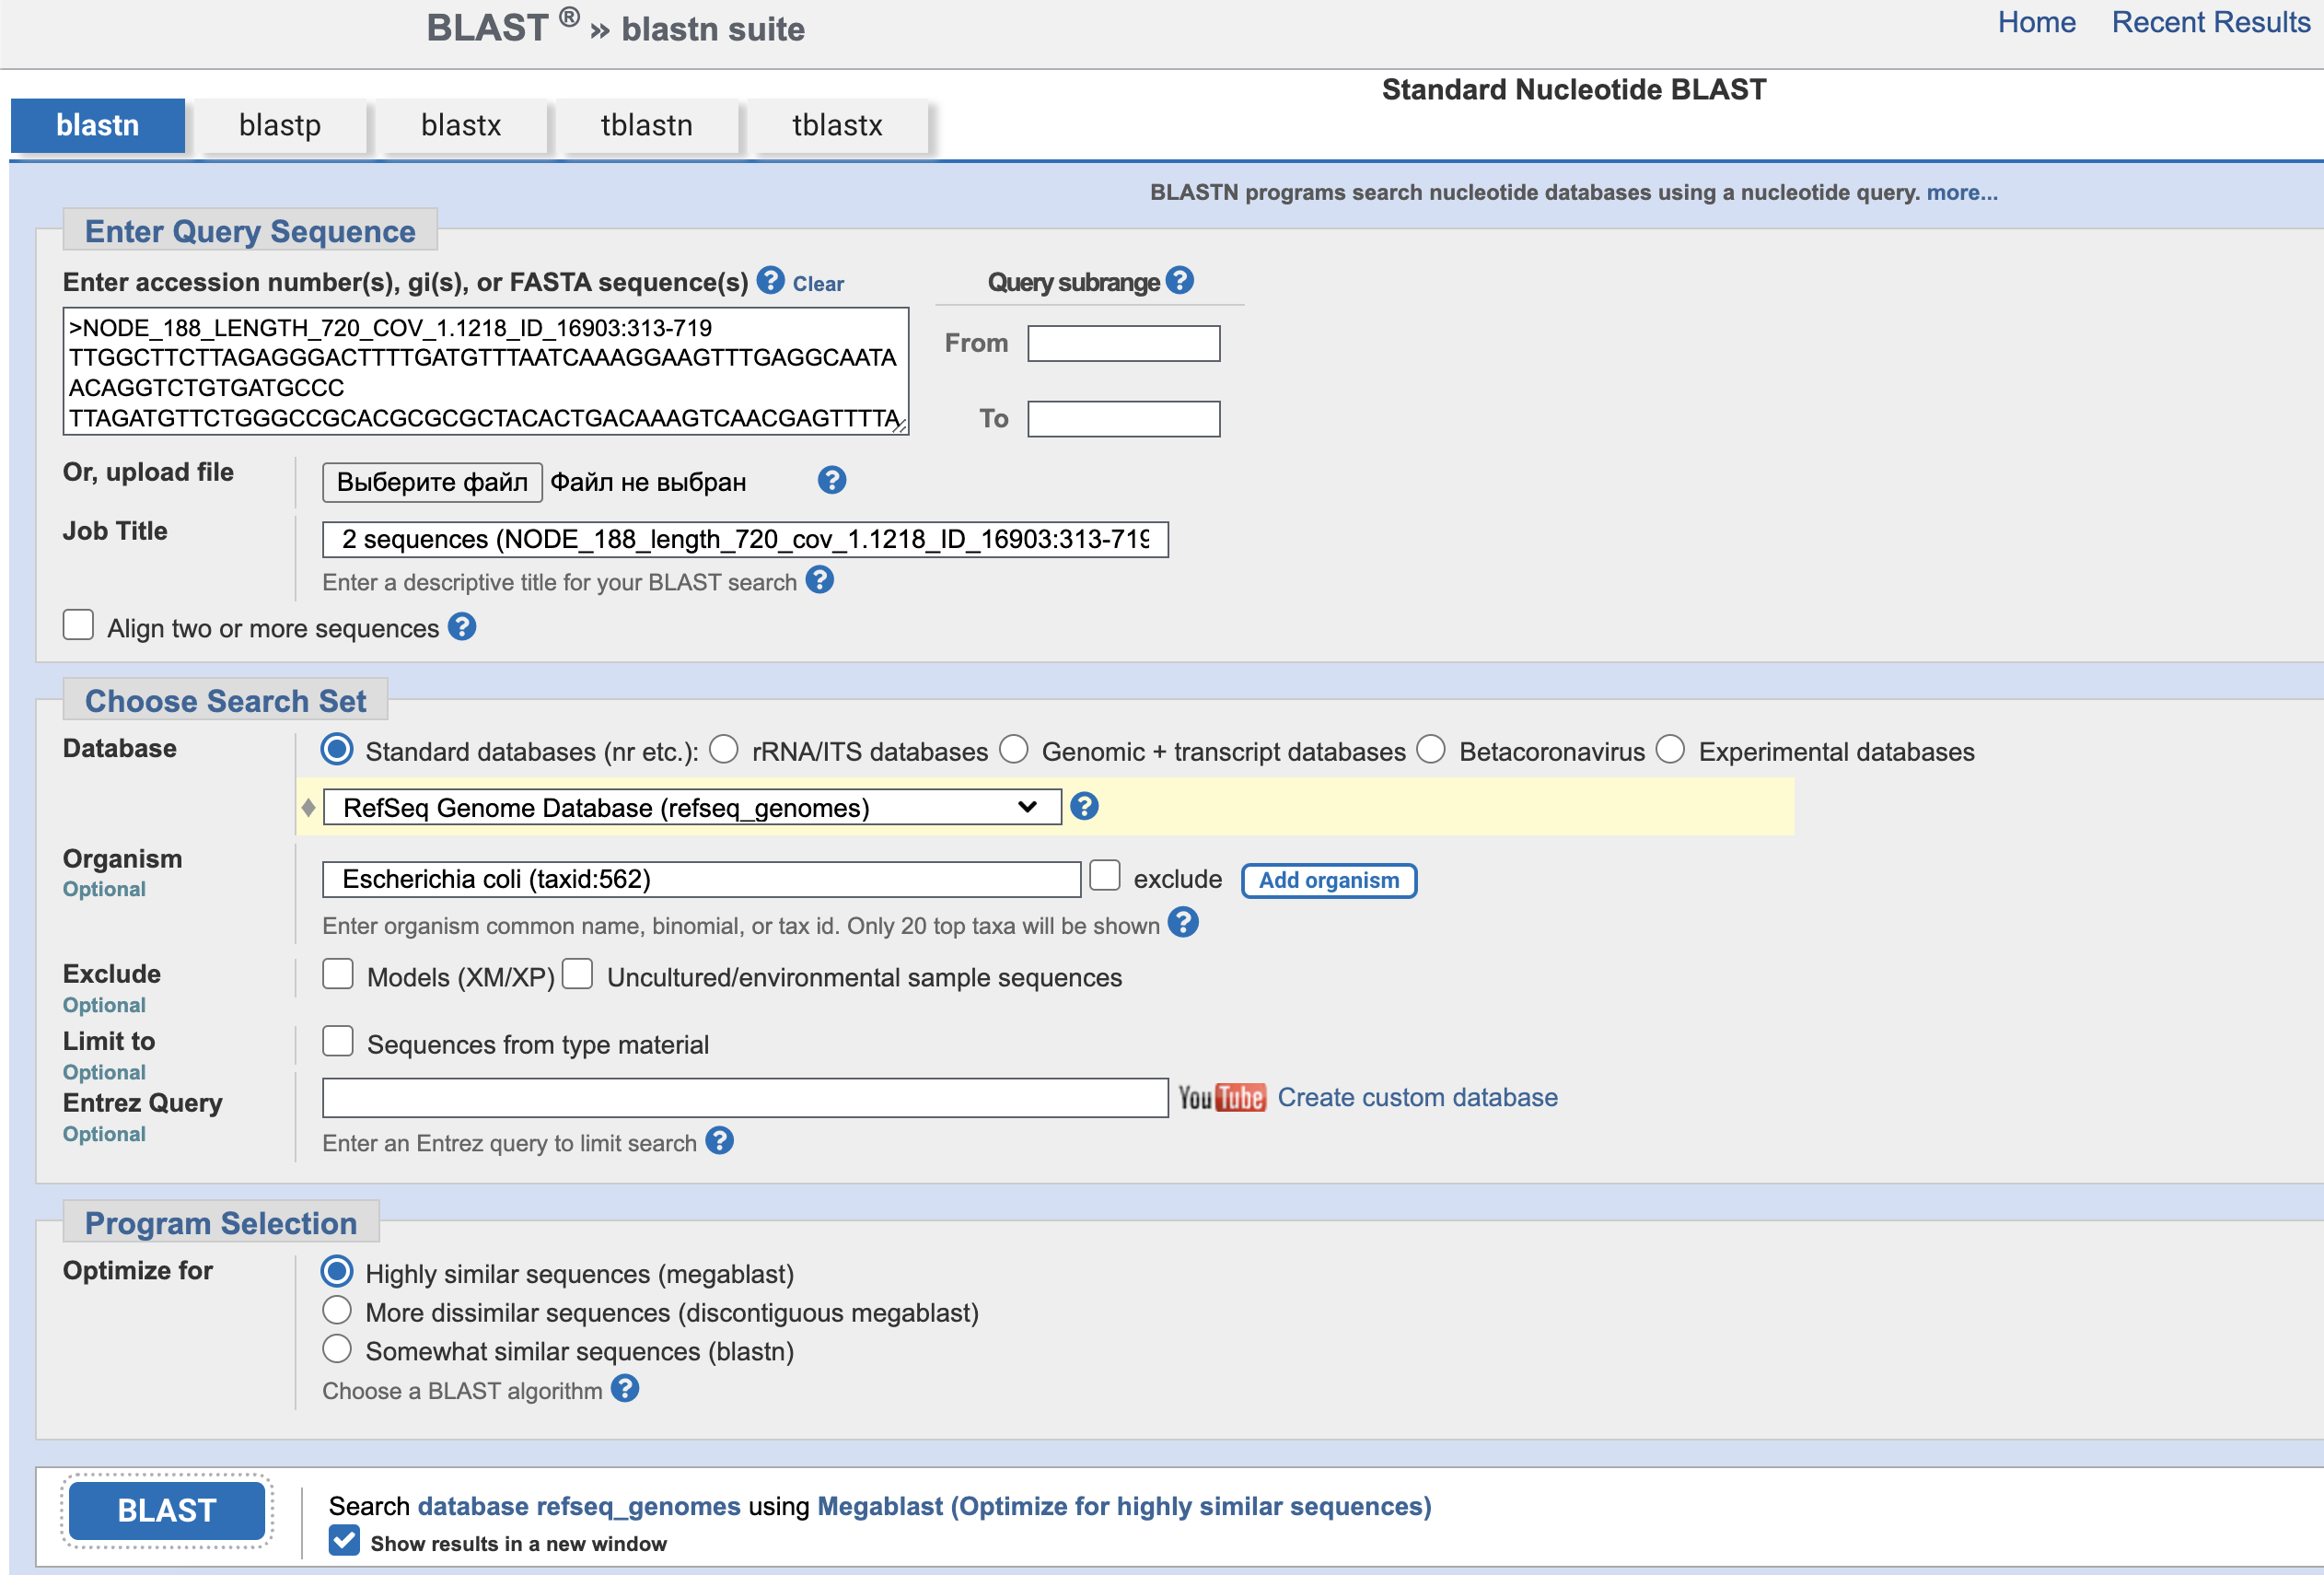 BLAST ® » blastn suite
Home Recent Results
Standard Nucleotide BLAST
blastn blastp blastx tblastn tblastx
BLASTN programs search nucleotide databases using a nucleotide query. more...
Enter Query Sequence
Enter accession number(s), gi(s), or FASTA sequence(s) ? Clear
Query subrange ?
>NODE_188_LENGTH_720_COV_1.1218_ID_16903:313-719
TTGGCTTCTTAGAGGGACTTTTGATGTTTAATCAAAGGAAGTTTGAGGCAATA
ACAGGTCTGTGATGCCC
TTAGATGTTCTGGGCCGCACGCGCGCTACACTGACAAAGTCAACGAGTTTTA
From
To
Or, upload file
Выберите файл Файл не выбран ?
Job Title
2 sequences (NODE_188_length_720_cov_1.1218_ID_16903:313-719
Enter a descriptive title for your BLAST search ?
Align two or more sequences ?
Choose Search Set
Database
Standard databases (nr etc.): rRNA/ITS databases Genomic + transcript databases Betacoronavirus Experimental databases
RefSeq Genome Database (refseq_genomes) ?
Organism
Optional
Escherichia coli (taxid:562) exclude Add organism
Enter organism common name, binomial, or tax id. Only 20 top taxa will be shown ?
Exclude
Optional
Models (XM/XP) Uncultured/environmental sample sequences
Limit to
Optional
Sequences from type material
Entrez Query
Optional
YouTube Create custom database
Enter an Entrez query to limit search ?
Program Selection
Optimize for
Highly similar sequences (megablast)
More dissimilar sequences (discontiguous megablast)
Somewhat similar sequences (blastn)
Choose a BLAST algorithm ?
BLAST
Search database refseq_genomes using Megablast (Optimize for highly similar sequences)
Show results in a new window